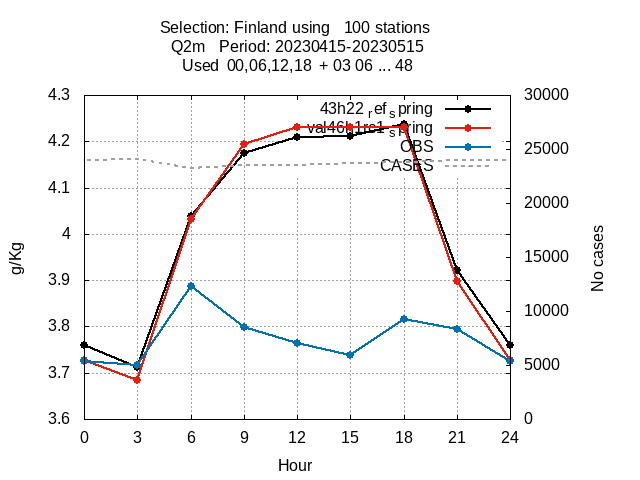 Selection: Finland using 100 stations
Q2m Period: 20230415-20230515
Used 00,06,12,18 + 03 06 ... 48
4.3 30000
43h22_ref_spring
4.2 val46h1rc1_spring
25000 OBS
CASES
4.1
20000
4
15000
3.9
10000
3.8
3.7 5000
3.6 0
0 3 6 9 12 15 18 21 24
Hour
g/Kg
No cases